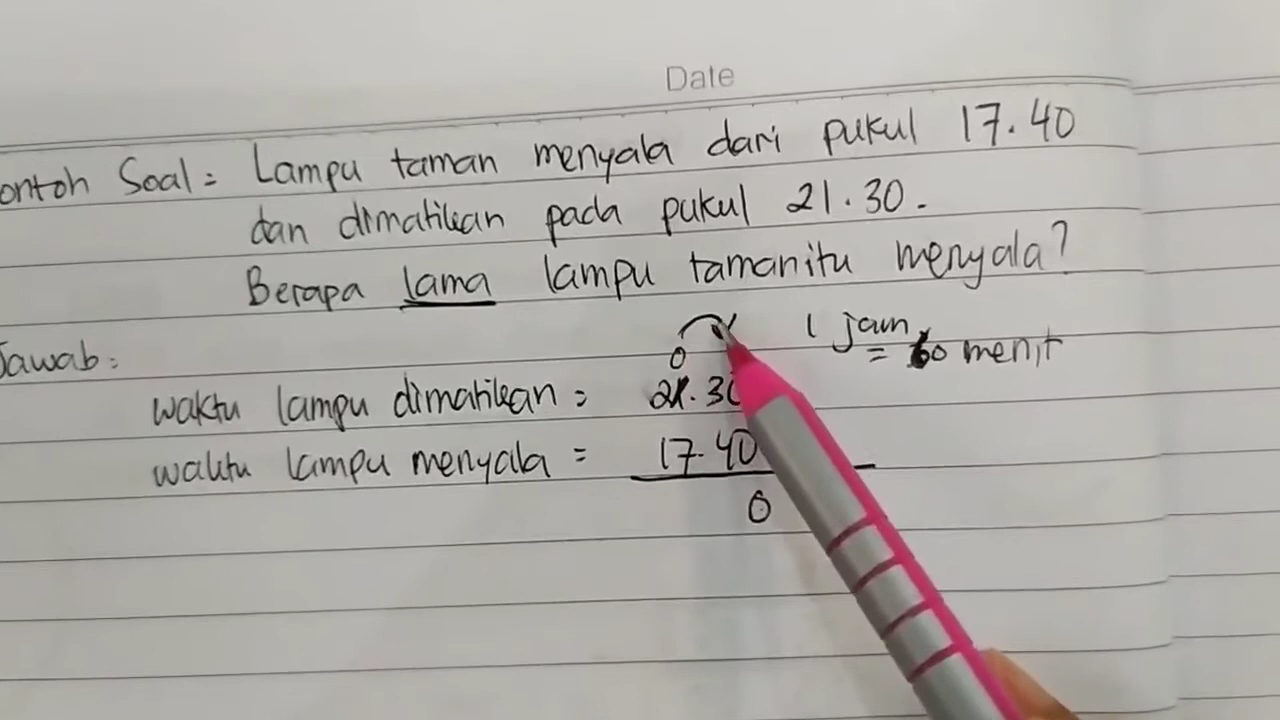 Date
ontoh Soal = Lampu taman menyala dari pukul 17.40
dan dimatikan pada pukul 21.30.
Berapa lama lampu taman itu menyala?
Jawab:
0
1 jam
= 60 menit
waktu lampu dimatikan = 21.30
waktu lampu menyala = 17.40
0